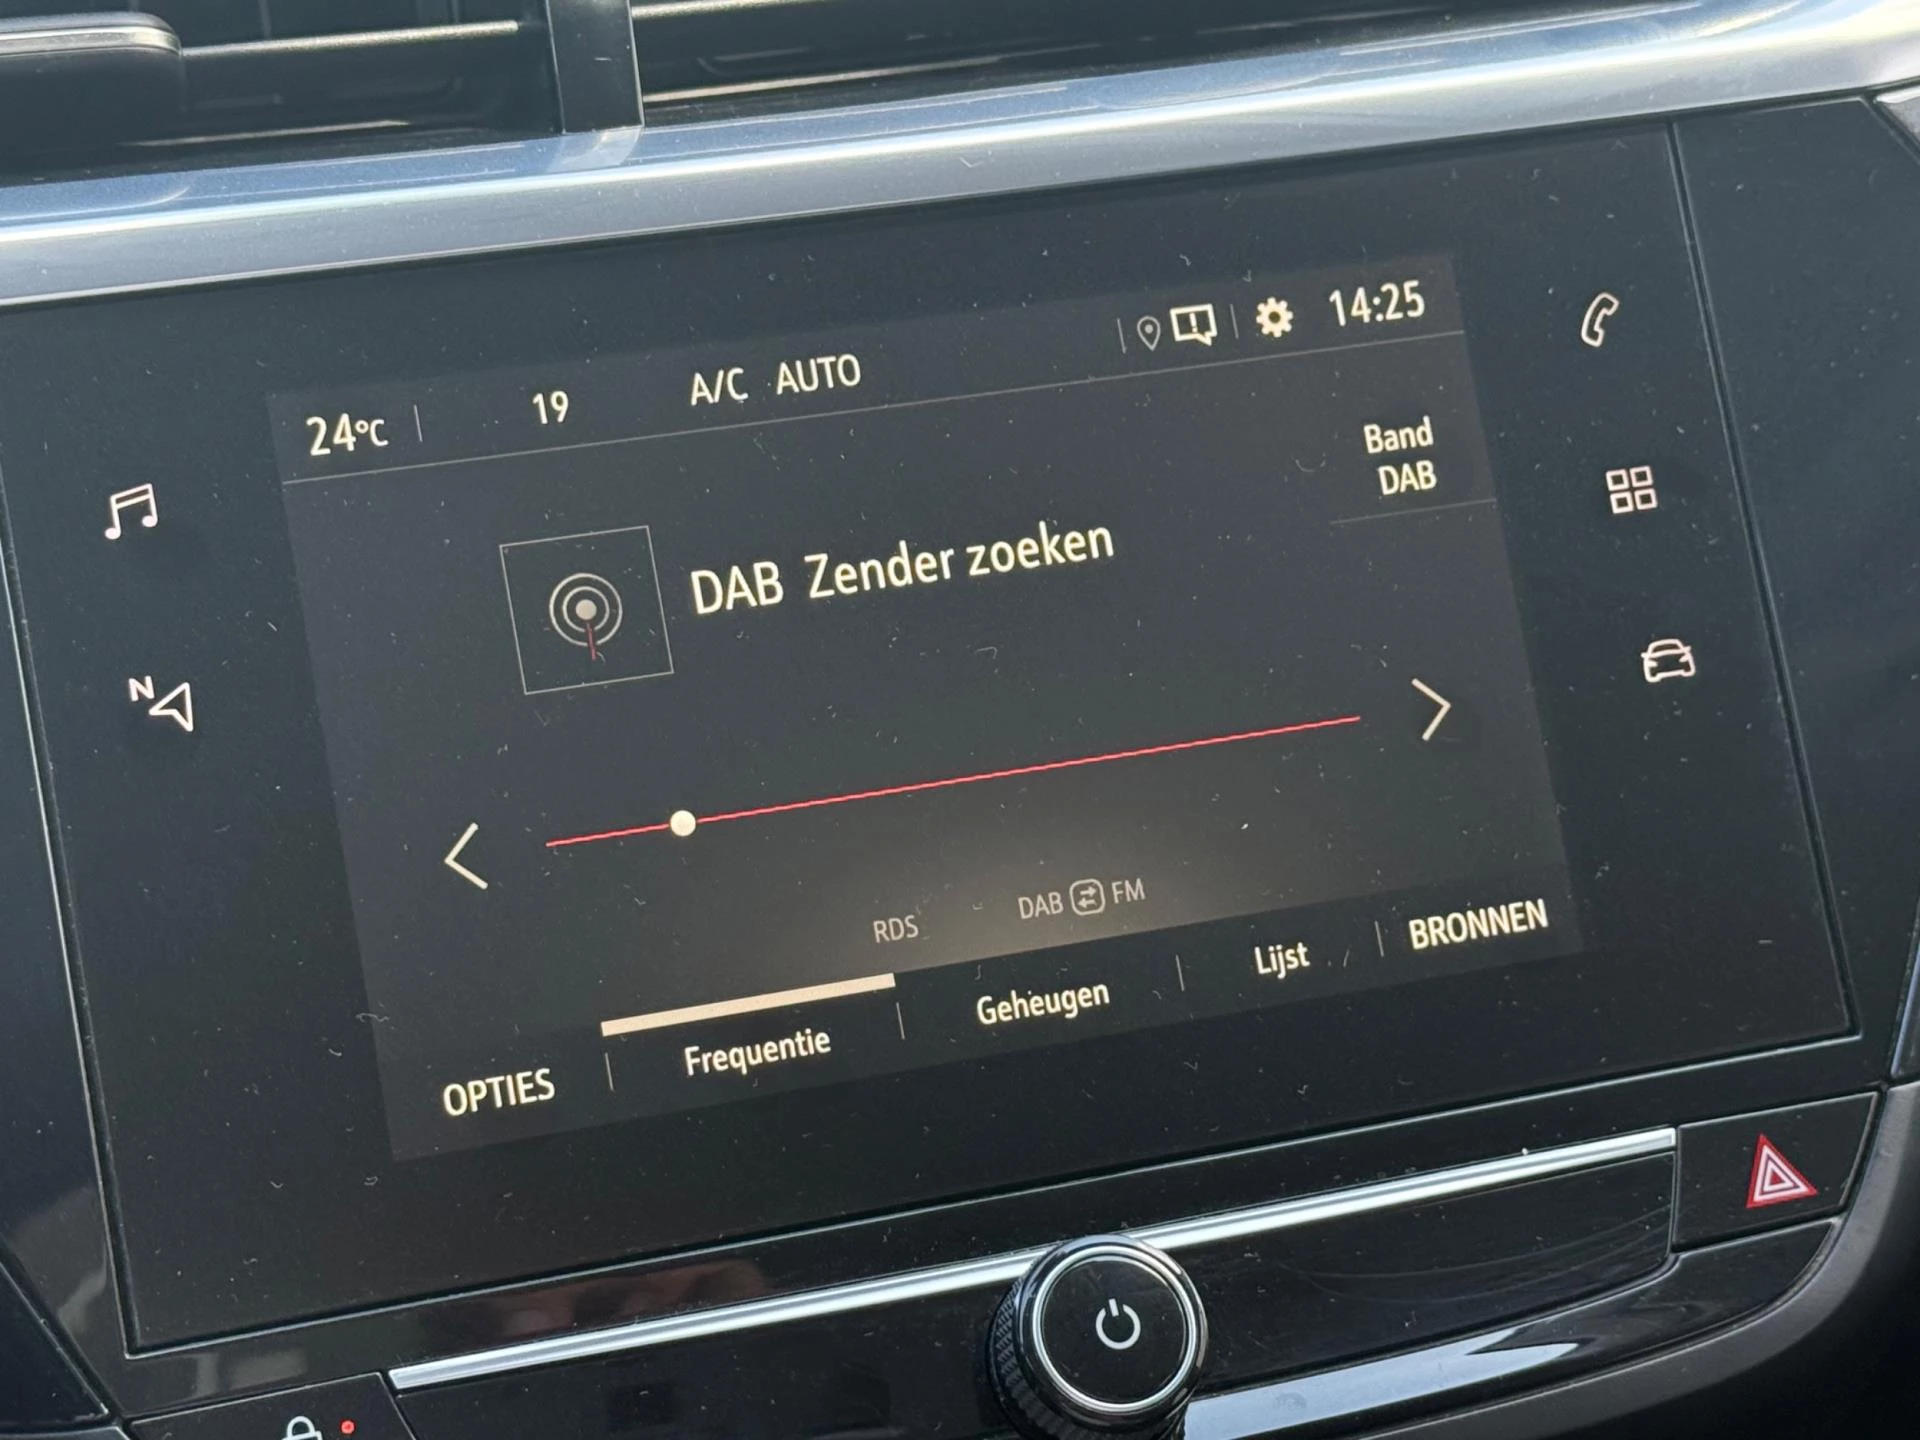 24°C 19 A/C AUTO 14:25
Band
DAB
DAB Zender zoeken
N
RDS DAB FM
OPTIES Frequentie Geheugen Lijst BRONNEN